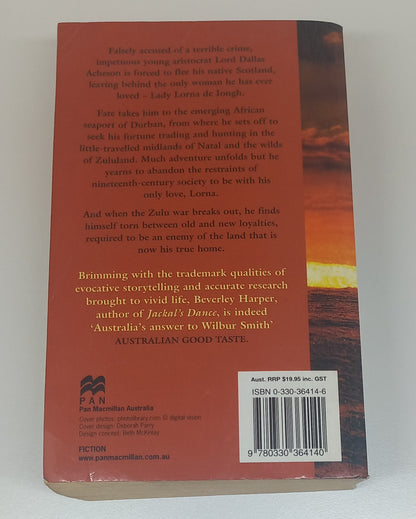 Falsely accused of a terrible crime,
impetuous young aristocrat Lord Dallas
Acheson is forced to flee his native Scotland,
leaving behind the only woman he has ever
loved – Lady Lorna de Iongh.
Fate takes him to the emerging African
seaport of Durban, from where he sets off to
seek his fortune trading and hunting in the
little-travelled midlands of Natal and the wilds
of Zululand. Much adventure unfolds but he
yearns to abandon the restraints of
nineteenth-century society to be with
his only love, Lorna.
And when the Zulu war breaks out, he finds
himself torn between old and new loyalties,
required to be an enemy of the land that is
now his true home.
Brimming with the trademark qualities of
evocative storytelling and accurate research
brought to vivid life, Beverley Harper,
author of Jackal's Dance, is indeed
'Australia's answer to Wilbur Smith'
AUSTRALIAN GOOD TASTE.
PAN
Pan Macmillan Australia
Cover photos: photolibrary.com © digital vision
Cover design: Deborah Parry
Design concept: Beth McKinlay
FICTION
www.panmacmillan.com.au
Aust. RRP $19.95 inc. GST
ISBN 0-330-36414-6
9 780330 364140